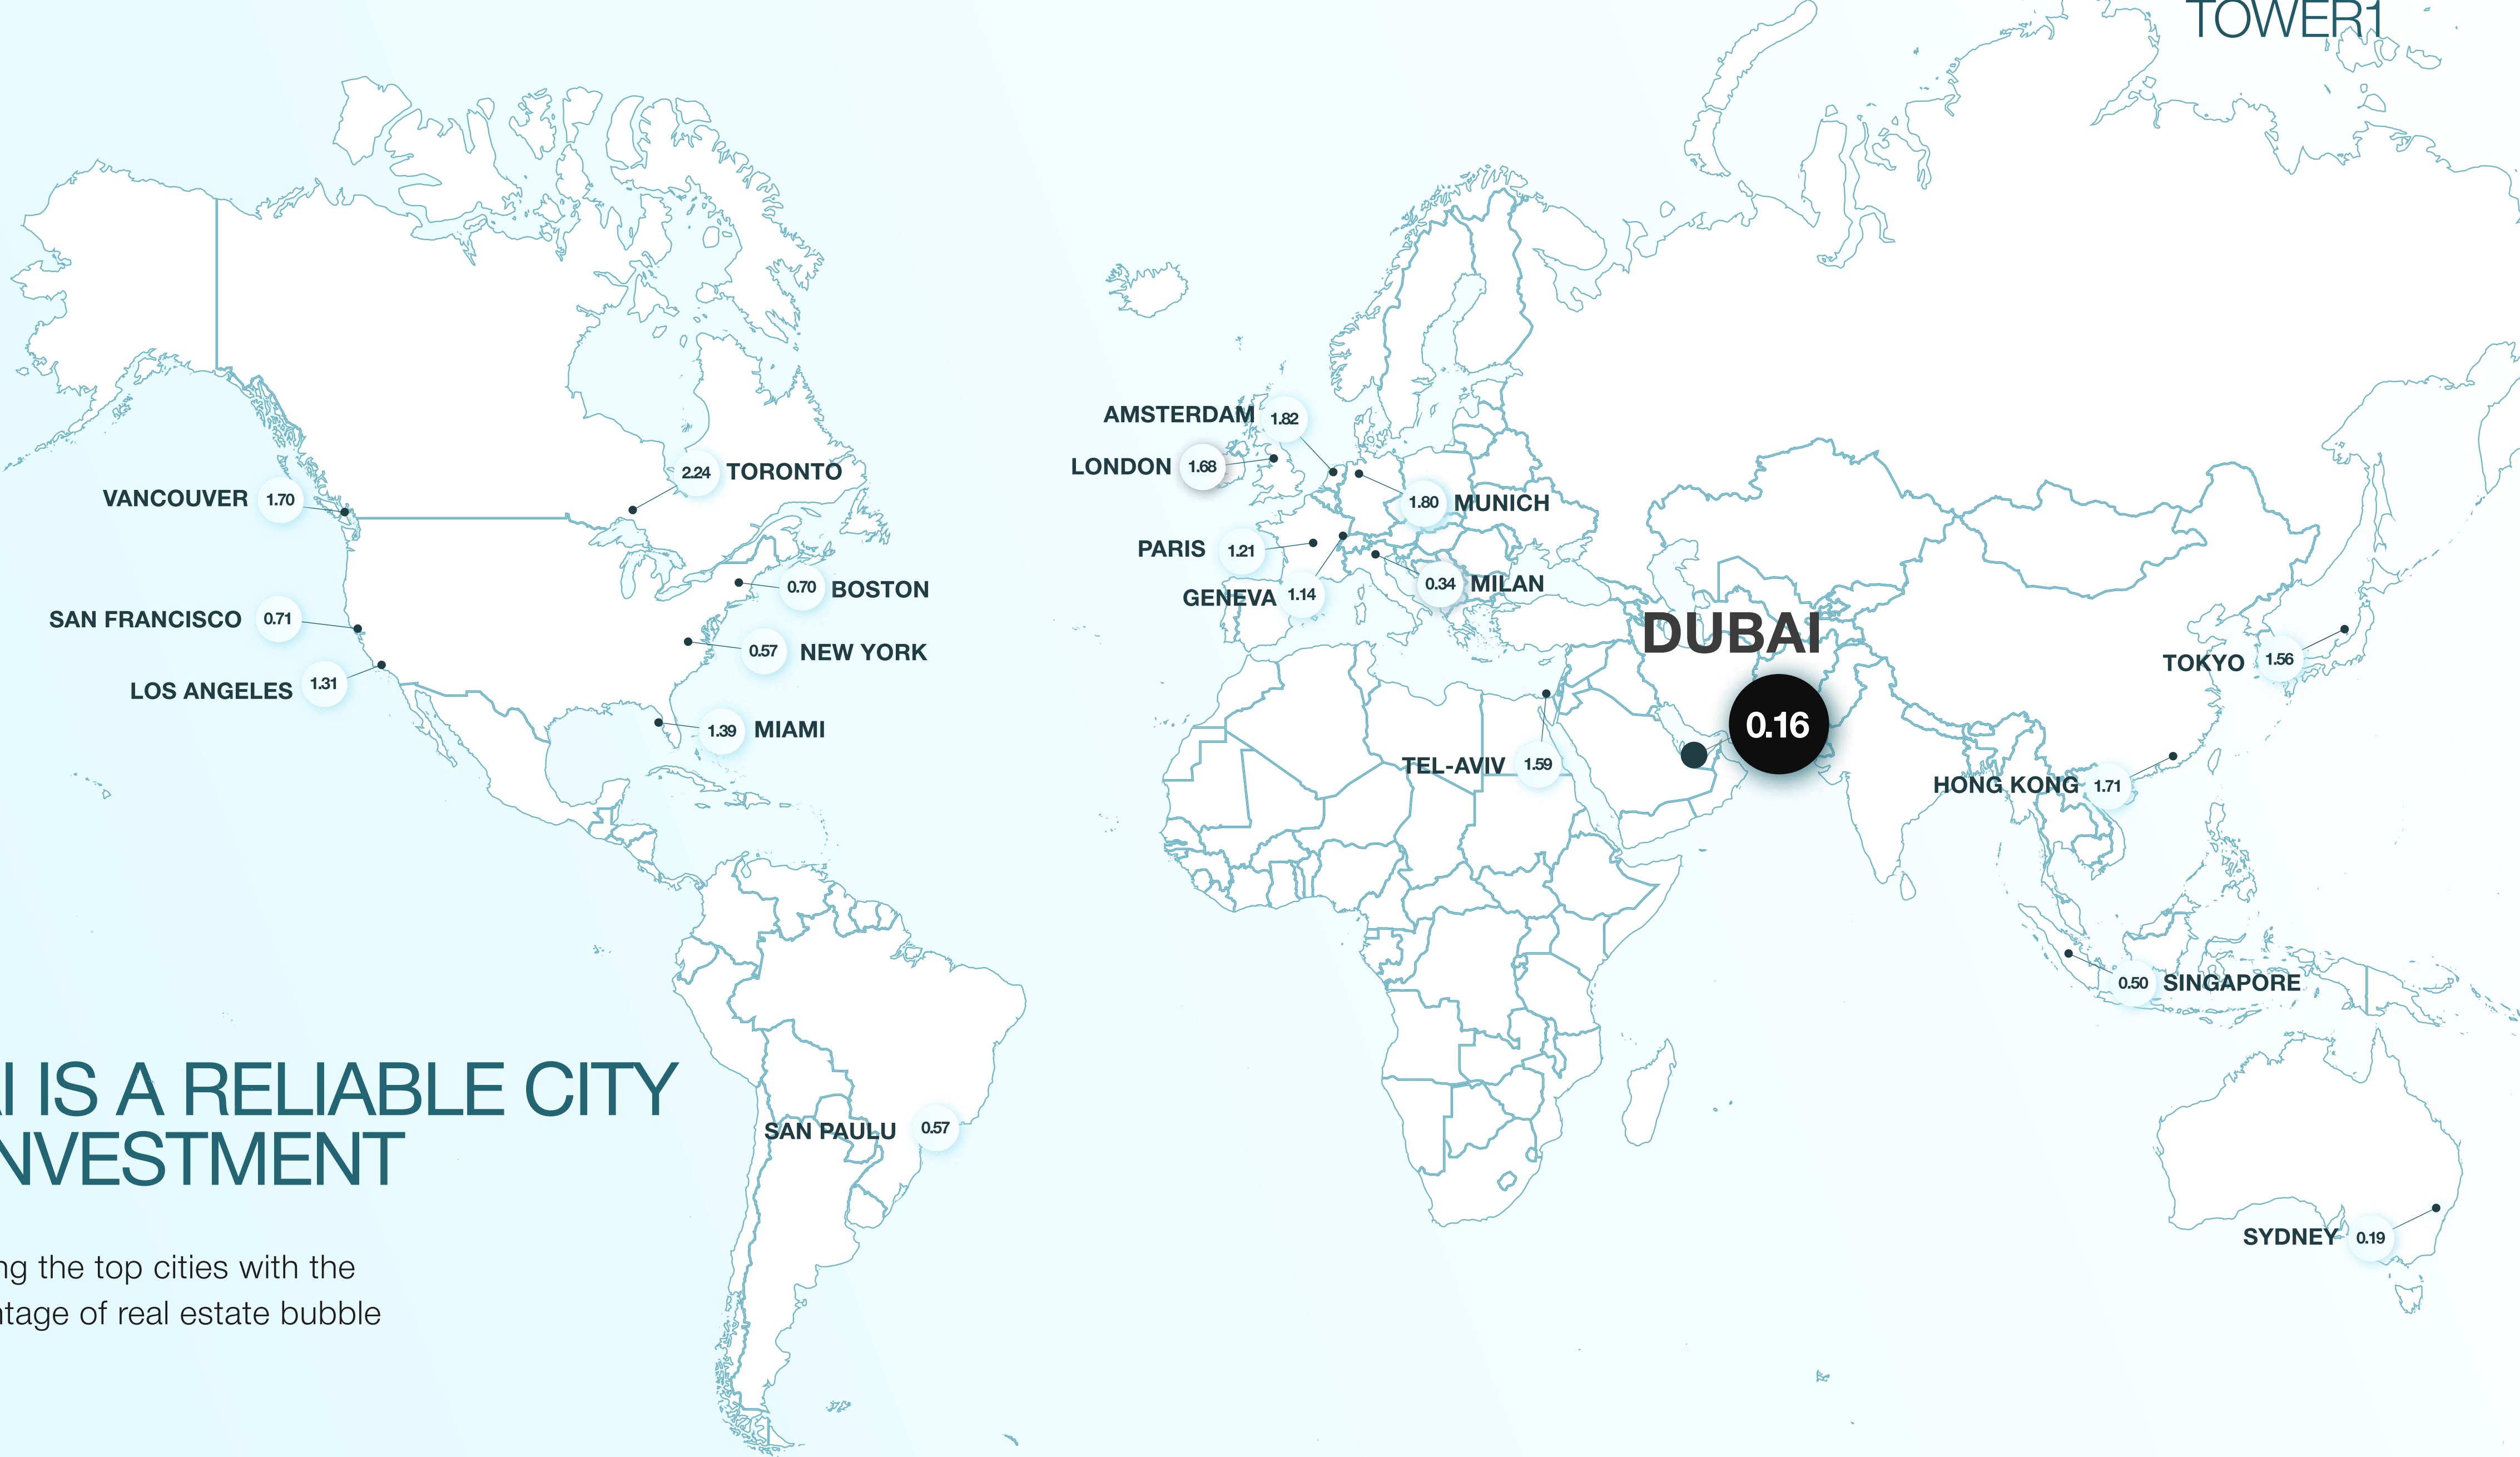 TOWER1
AMSTERDAM 1.82
LONDON 1.68
2.24 TORONTO
VANCOUVER 1.70
1.80 MUNICH
PARIS 1.21
0.70 BOSTON
0.34 MILAN
GENEVA 1.14
SAN FRANCISCO 0.71
DUBAI
0.16
0.57 NEW YORK
TOKYO 1.56
LOS ANGELES 1.31
1.39 MIAMI
TEL-AVIV 1.59
HONG KONG 1.71
0.50 SINGAPORE
I IS A RELIABLE CITY
NVESTMENT
SAN PAULU 0.57
SYDNEY 0.19
ng the top cities with the
ntage of real estate bubble